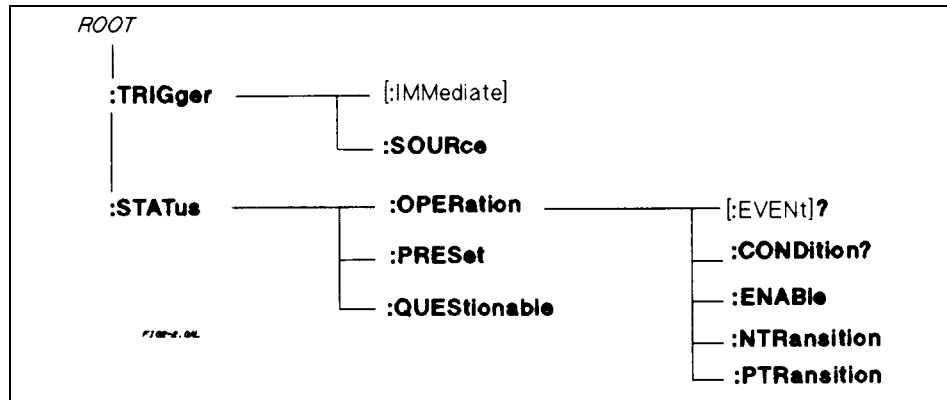 ROOT
:TRIGger [:IMMediate]
:SOURce
:STATus :OPERation [:EVENt]?
:PRESet :CONDition?
:QUEStionable :ENABle
:NTRansition
:PTRansition